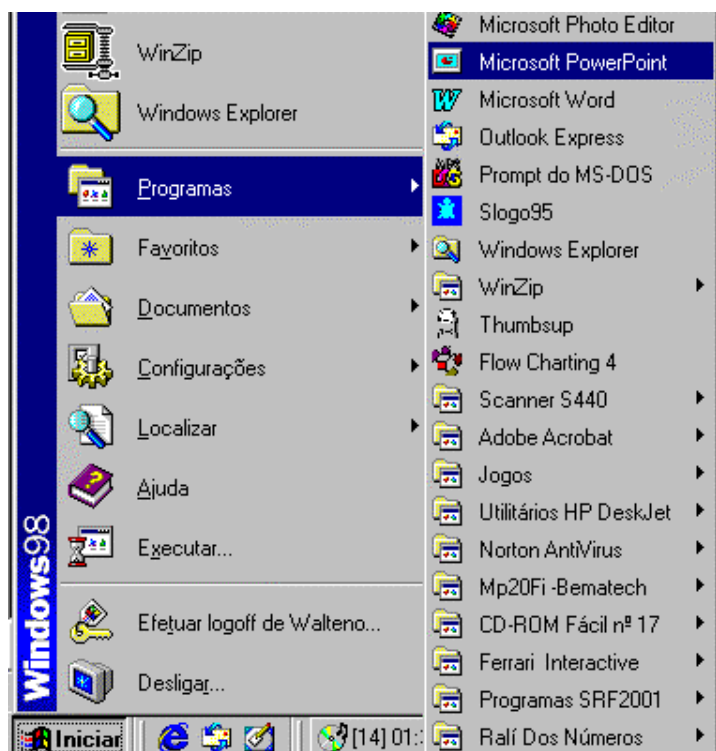 WinZip
Windows Explorer
Programas
Favoritos
Documentos
Configurações
Localizar
Ajuda
Executar...
Efetuar logoff de Walteno...
Desligar...
Windows98
Microsoft Photo Editor
Microsoft PowerPoint
Microsoft Word
Outlook Express
Prompt do MS-DOS
Slogo95
Windows Explorer
WinZip
Thumbsup
Flow Charting 4
Scanner S440
Adobe Acrobat
Jogos
Utilitários HP DeskJet
Norton AntiVirus
Mp20Fi -Bematech
CD-ROM Fácil nº 17
Ferrari Interactive
Programas SRF2001
Ralí Dos Números
Iniciar
[14] 01: